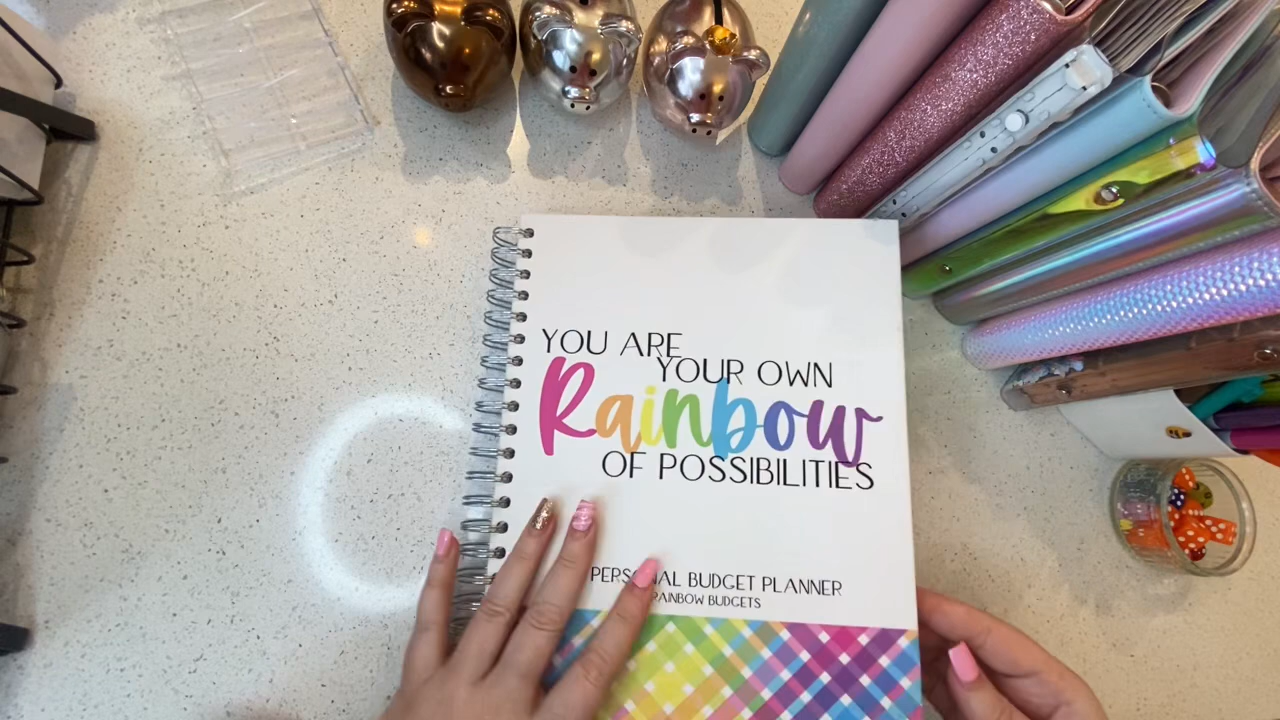 YOU ARE
YOUR OWN
Rainbow
OF POSSIBILITIES
PERSONAL BUDGET PLANNER
RAINBOW BUDGETS